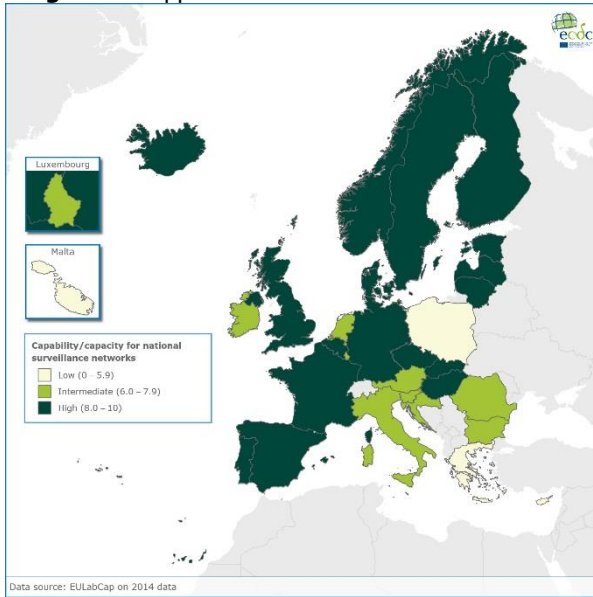 ecdc
Luxembourg
Malta
Capability/capacity for national
surveillance networks
Low (0 – 5.9)
Intermediate (6.0 – 7.9)
High (8.0 – 10)
Data source: EULabCap on 2014 data